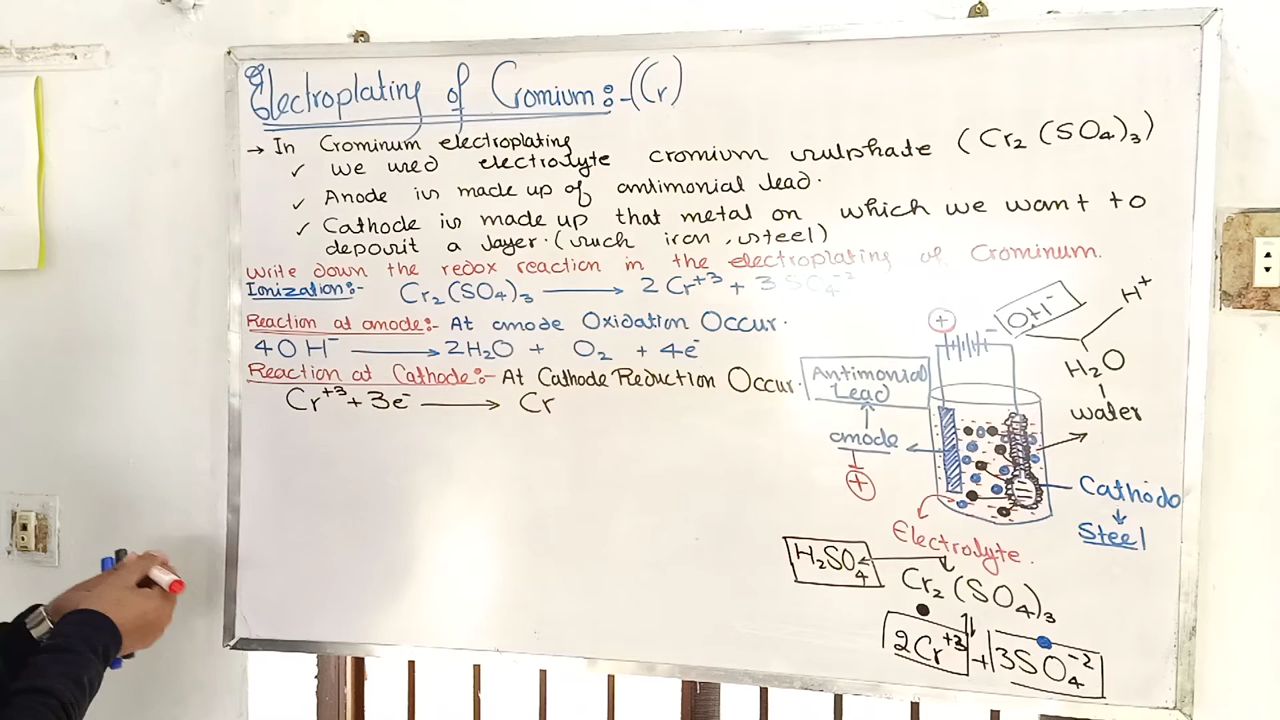 Electroplating of Cromium:-(Cr)
→ In Crominum electroplating
✓ we used electrolyte cromium sulphate (Cr₂(SO₄)₃)
✓ Anode is made up of antimonial lead.
✓ Cathode is made up that metal on which we want to
deposit a layer.(such iron, steel)
Write down the redox reaction in the electroplating of Crominum.
Ionization:- Cr₂(SO₄)₃ → 2Cr⁺³ + 3SO₄⁻²
Reaction at anode:- At anode Oxidation Occur.
4OH⁻ → 2H₂O + O₂ + 4e⁻
Reaction at Cathode:- At Cathode Reduction Occur.
Cr⁺³ + 3e⁻ → Cr
+
-
OH⁻
H⁺
H₂O
water
Antimonial
Lead
anode
+
Cathode
Steel
Electrolyte.
H₂SO₄
Cr₂(SO₄)₃
2Cr⁺³ + 3SO₄⁻²